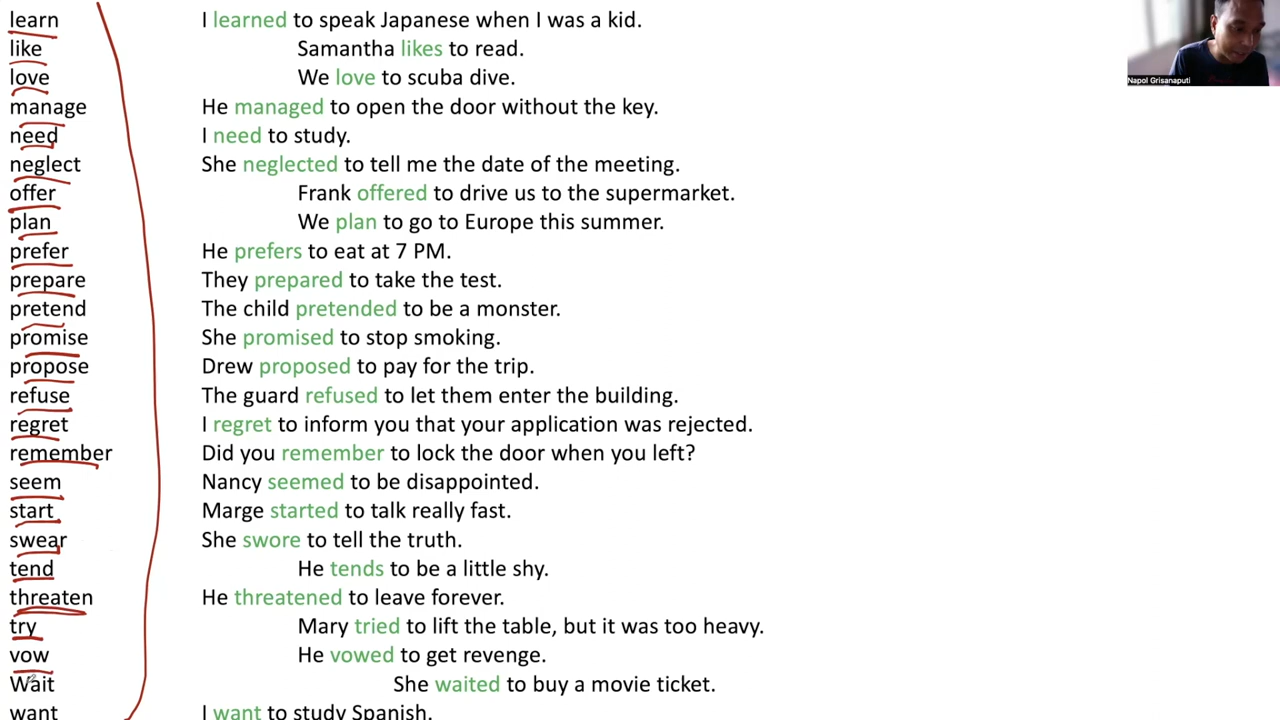 learn I learned to speak Japanese when I was a kid.
like Samantha likes to read.
love We love to scuba dive.
manage He managed to open the door without the key.
need I need to study.
neglect She neglected to tell me the date of the meeting.
offer Frank offered to drive us to the supermarket.
plan We plan to go to Europe this summer.
prefer He prefers to eat at 7 PM.
prepare They prepared to take the test.
pretend The child pretended to be a monster.
promise She promised to stop smoking.
propose Drew proposed to pay for the trip.
refuse The guard refused to let them enter the building.
regret I regret to inform you that your application was rejected.
remember Did you remember to lock the door when you left?
seem Nancy seemed to be disappointed.
start Marge started to talk really fast.
swear She swore to tell the truth.
tend He tends to be a little shy.
threaten He threatened to leave forever.
try Mary tried to lift the table, but it was too heavy.
vow He vowed to get revenge.
Wait She waited to buy a movie ticket.
want I want to study Spanish.
Napol Grisanaputi